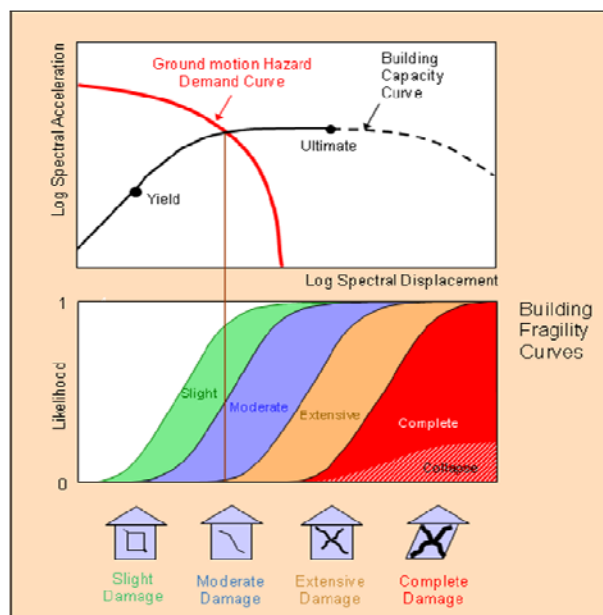 Ground motion Hazard
Demand Curve
Building
Capacity
Curve
Log Spectral Acceleration
Yield
Ultimate
Log Spectral Displacement
1
Building
Fragility
Curves
Likelihood
Slight
Moderate
Extensive
Complete
Collapse
0
Slight
Damage
Moderate
Damage
Extensive
Damage
Complete
Damage